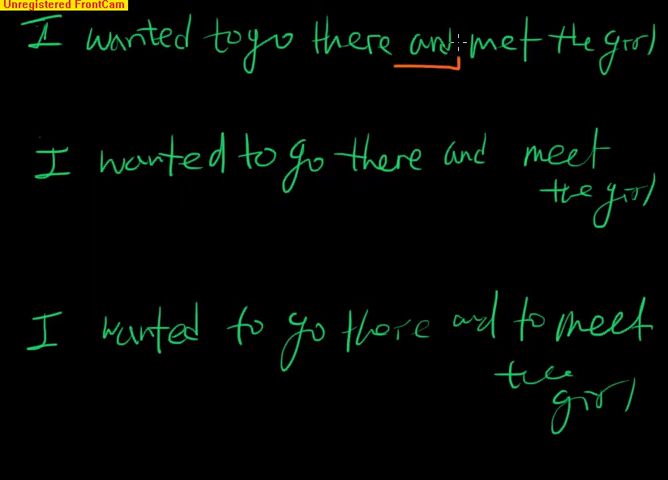 Unregistered FrontCam
I wanted to go there and met the girl
I wanted to go there and meet
the girl
I wanted to go there and to meet
the
girl